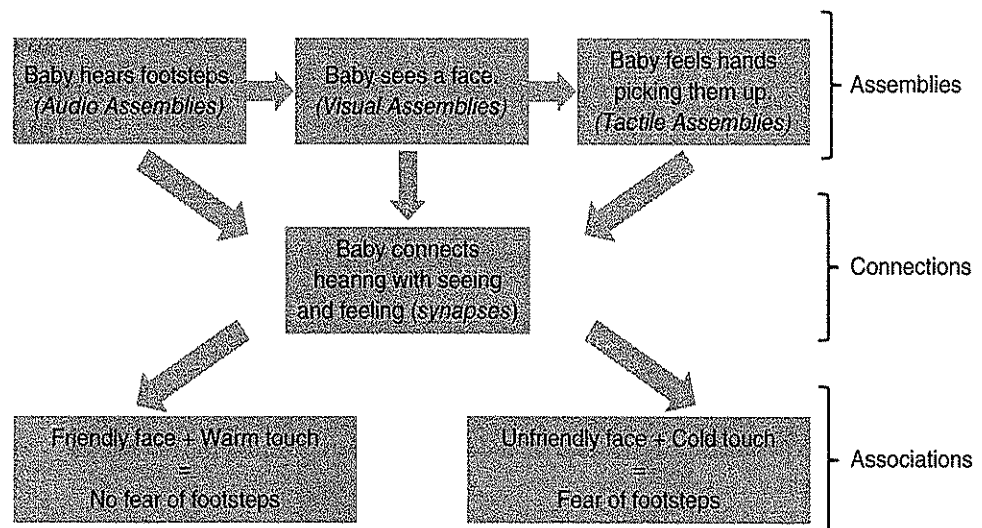 Baby hears footsteps.
(Audio Assemblies)
Baby sees a face.
(Visual Assemblies)
Baby feels hands
picking them up.
(Tactile Assemblies)
Assemblies
Baby connects
hearing with seeing
and feeling (synapses)
Connections
Friendly face + Warm touch
=
No fear of footsteps
Unfriendly face + Cold touch
=
Fear of footsteps
Associations